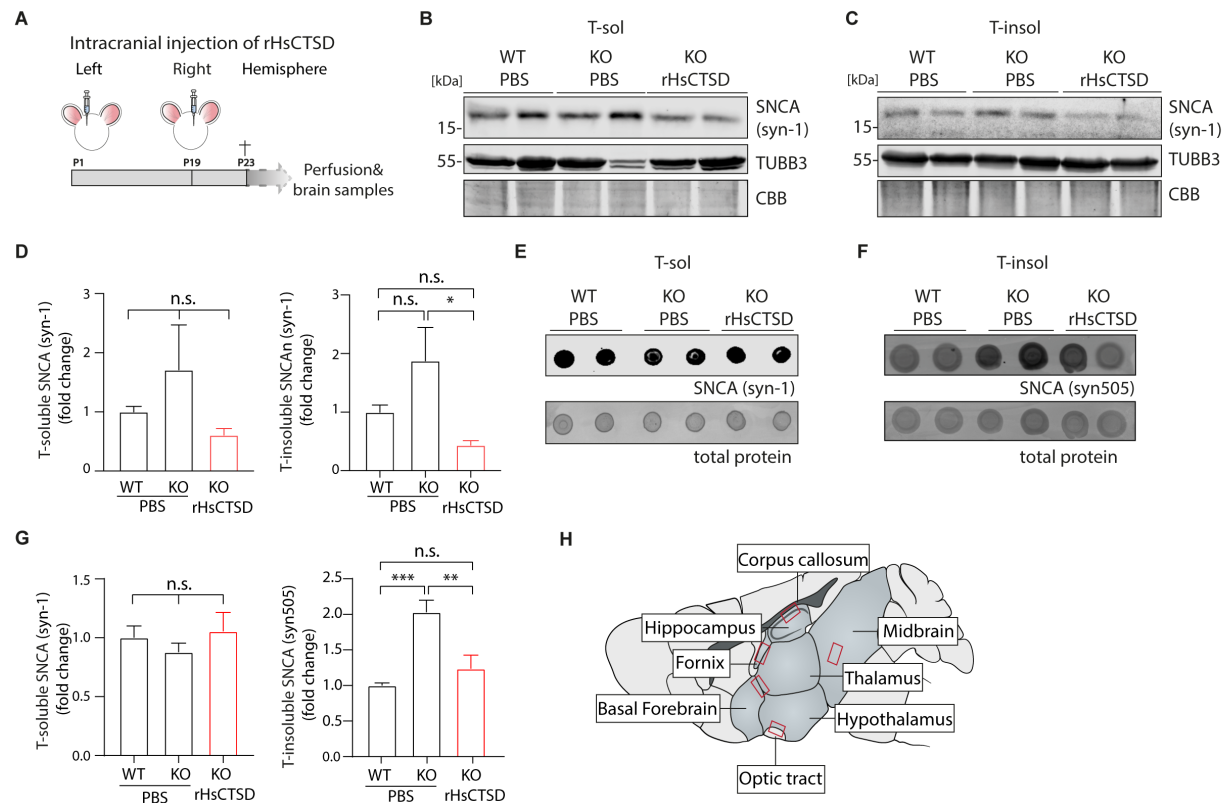 A
Intracranial injection of rHsCTSD
Left Right Hemisphere
P1 P19 P23
Perfusion&
brain samples
B
T-sol
WT KO KO
[kDa] PBS PBS rHsCTSD
SNCA
(syn-1)
15-
55- TUBB3
CBB
C
T-insol
WT KO KO
[kDa] PBS PBS rHsCTSD
SNCA
(syn-1)
15-
55- TUBB3
CBB
D
T-soluble SNCA (syn-1)
(fold change)
3
2
1
0
n.s.
WT KO KO
PBS rHsCTSD
T-insoluble SNCAn (syn-1)
(fold change)
3
2
1
0
n.s.
n.s. *
WT KO KO
PBS rHsCTSD
E
T-sol
WT KO KO
PBS PBS rHsCTSD
SNCA (syn-1)
total protein
F
T-insol
WT KO KO
PBS PBS rHsCTSD
SNCA (syn505)
total protein
G
T-soluble SNCA (syn-1)
(fold change)
1.5
1.0
0.5
0.0
n.s.
WT KO KO
PBS rHsCTSD
T-insoluble SNCA (syn505)
(fold change)
2.5
2.0
1.5
1.0
0.5
0.0
n.s.
*** **
WT KO KO
PBS rHsCTSD
H
Corpus callosum
Hippocampus
Midbrain
Fornix
Thalamus
Basal Forebrain
Hypothalamus
Optic tract